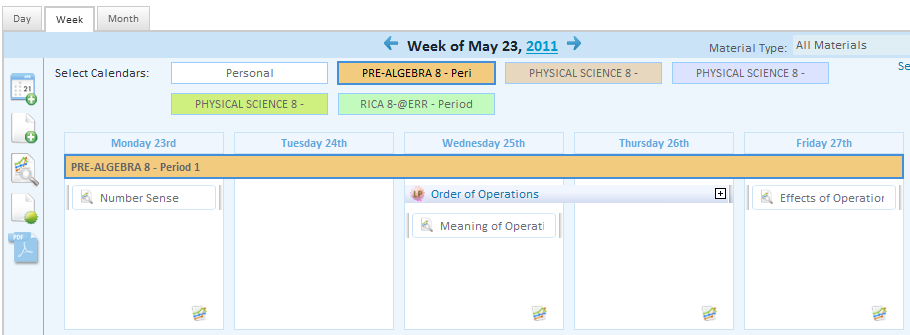 Day Week Month
Week of May 23, 2011
Material Type: All Materials
Select Calendars: Personal PRE-ALGEBRA 8 - Peri PHYSICAL SCIENCE 8 - PHYSICAL SCIENCE 8 - Se
PHYSICAL SCIENCE 8 - RICA 8-@ERR - Period
21
Monday 23rd Tuesday 24th Wednesday 25th Thursday 26th Friday 27th
PRE-ALGEBRA 8 - Period 1
Number Sense LP Order of Operations Effects of Operation
Meaning of Operati
PDF